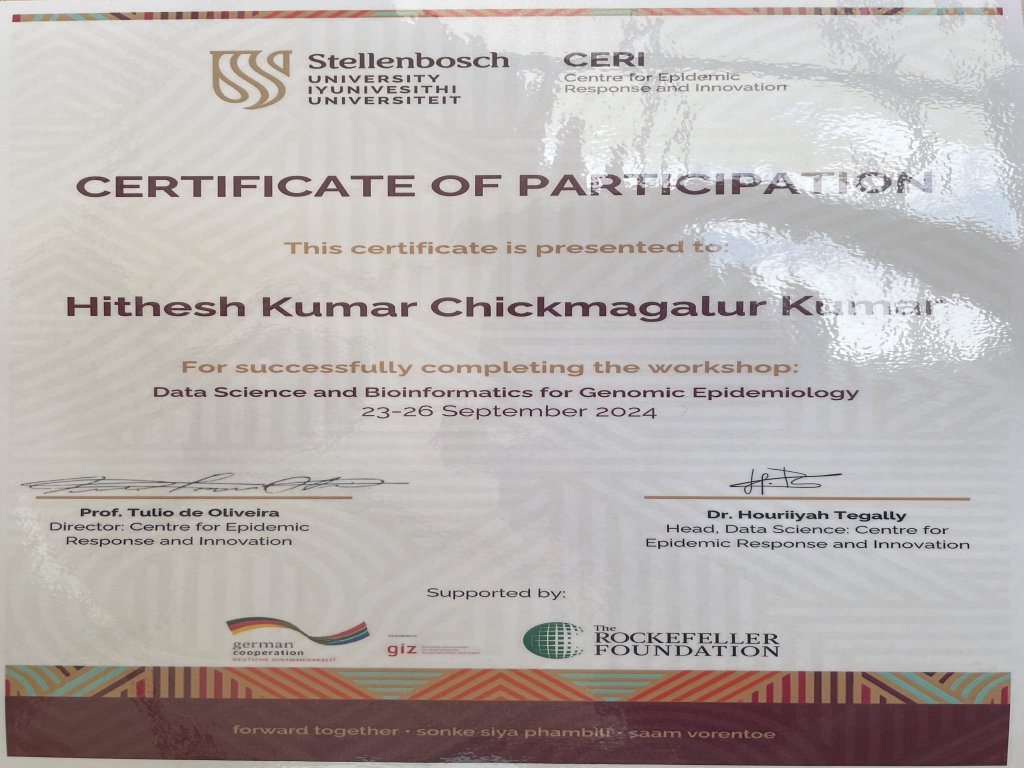 Stellenbosch
UNIVERSITY
IYUNIVESITHI
UNIVERSITEIT
CERI
Centre for Epidemic
Response and Innovation
CERTIFICATE OF PARTICIPATION
This certificate is presented to:
Hithesh Kumar Chickmagalur Kumar
For successfully completing the workshop:
Data Science and Bioinformatics for Genomic Epidemiology
23-26 September 2024
Prof. Tulio de Oliveira
Director: Centre for Epidemic
Response and Innovation
Dr. Houriiyah Tegally
Head, Data Science: Centre for
Epidemic Response and Innovation
Supported by:
german
cooperation
DEUTSCHE ZUSAMMENARBEIT
giz
The
ROCKEFELLER
FOUNDATION
forward together · sonke siya phambili · saam vorentoe